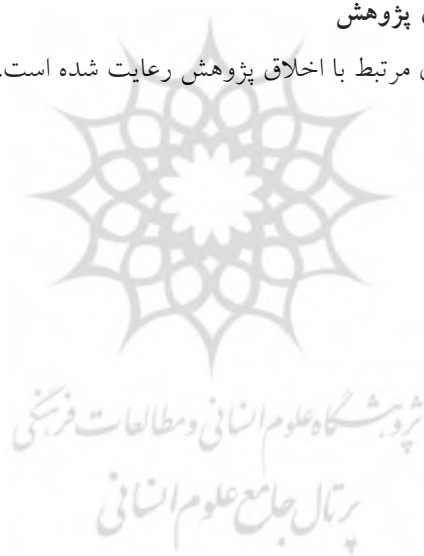 پژوهش
مرتبط با اخلاق پژوهش رعایت شده است.
پژوهشگاه علوم انسانی و مطالعات فرهنگی
پرتال جامع علوم انسانی